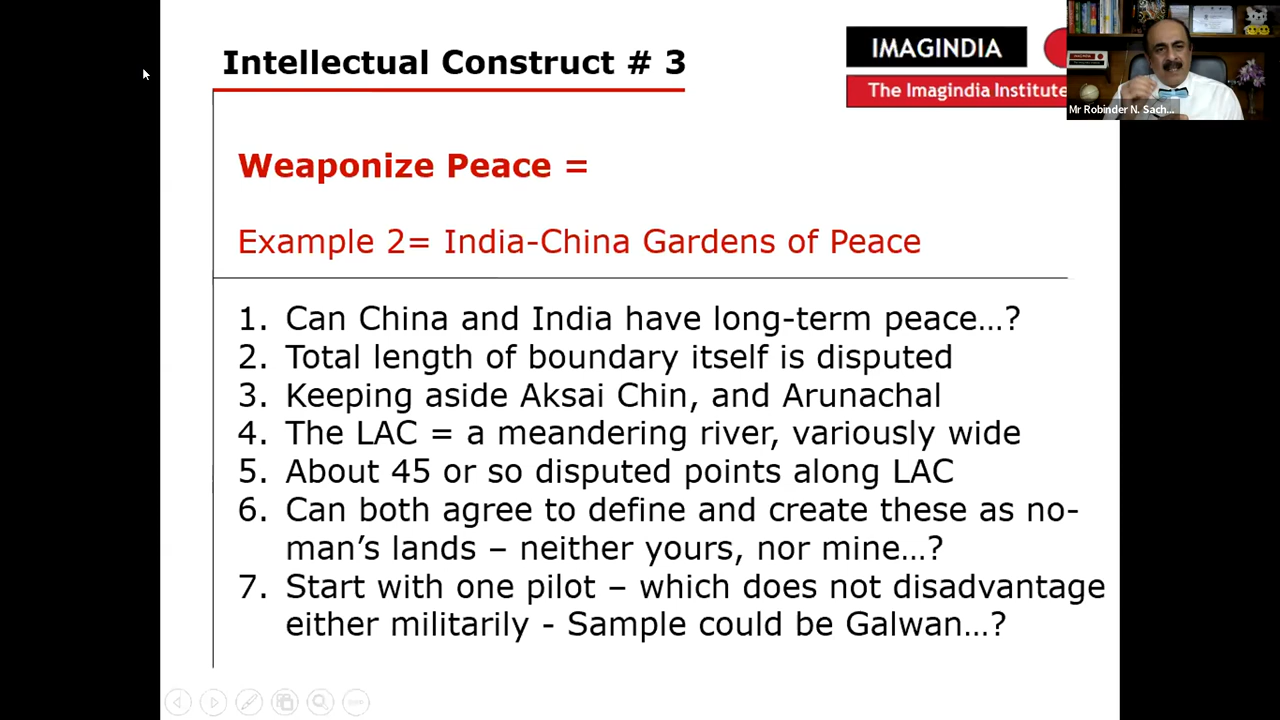 Intellectual Construct # 3
IMAGINDIA
The Imagindia Institute
Mr Robinder N. Sach...
Weaponize Peace =
Example 2= India-China Gardens of Peace
1. Can China and India have long-term peace…?
2. Total length of boundary itself is disputed
3. Keeping aside Aksai Chin, and Arunachal
4. The LAC = a meandering river, variously wide
5. About 45 or so disputed points along LAC
6. Can both agree to define and create these as no-
man’s lands – neither yours, nor mine…?
7. Start with one pilot – which does not disadvantage
either militarily - Sample could be Galwan…?